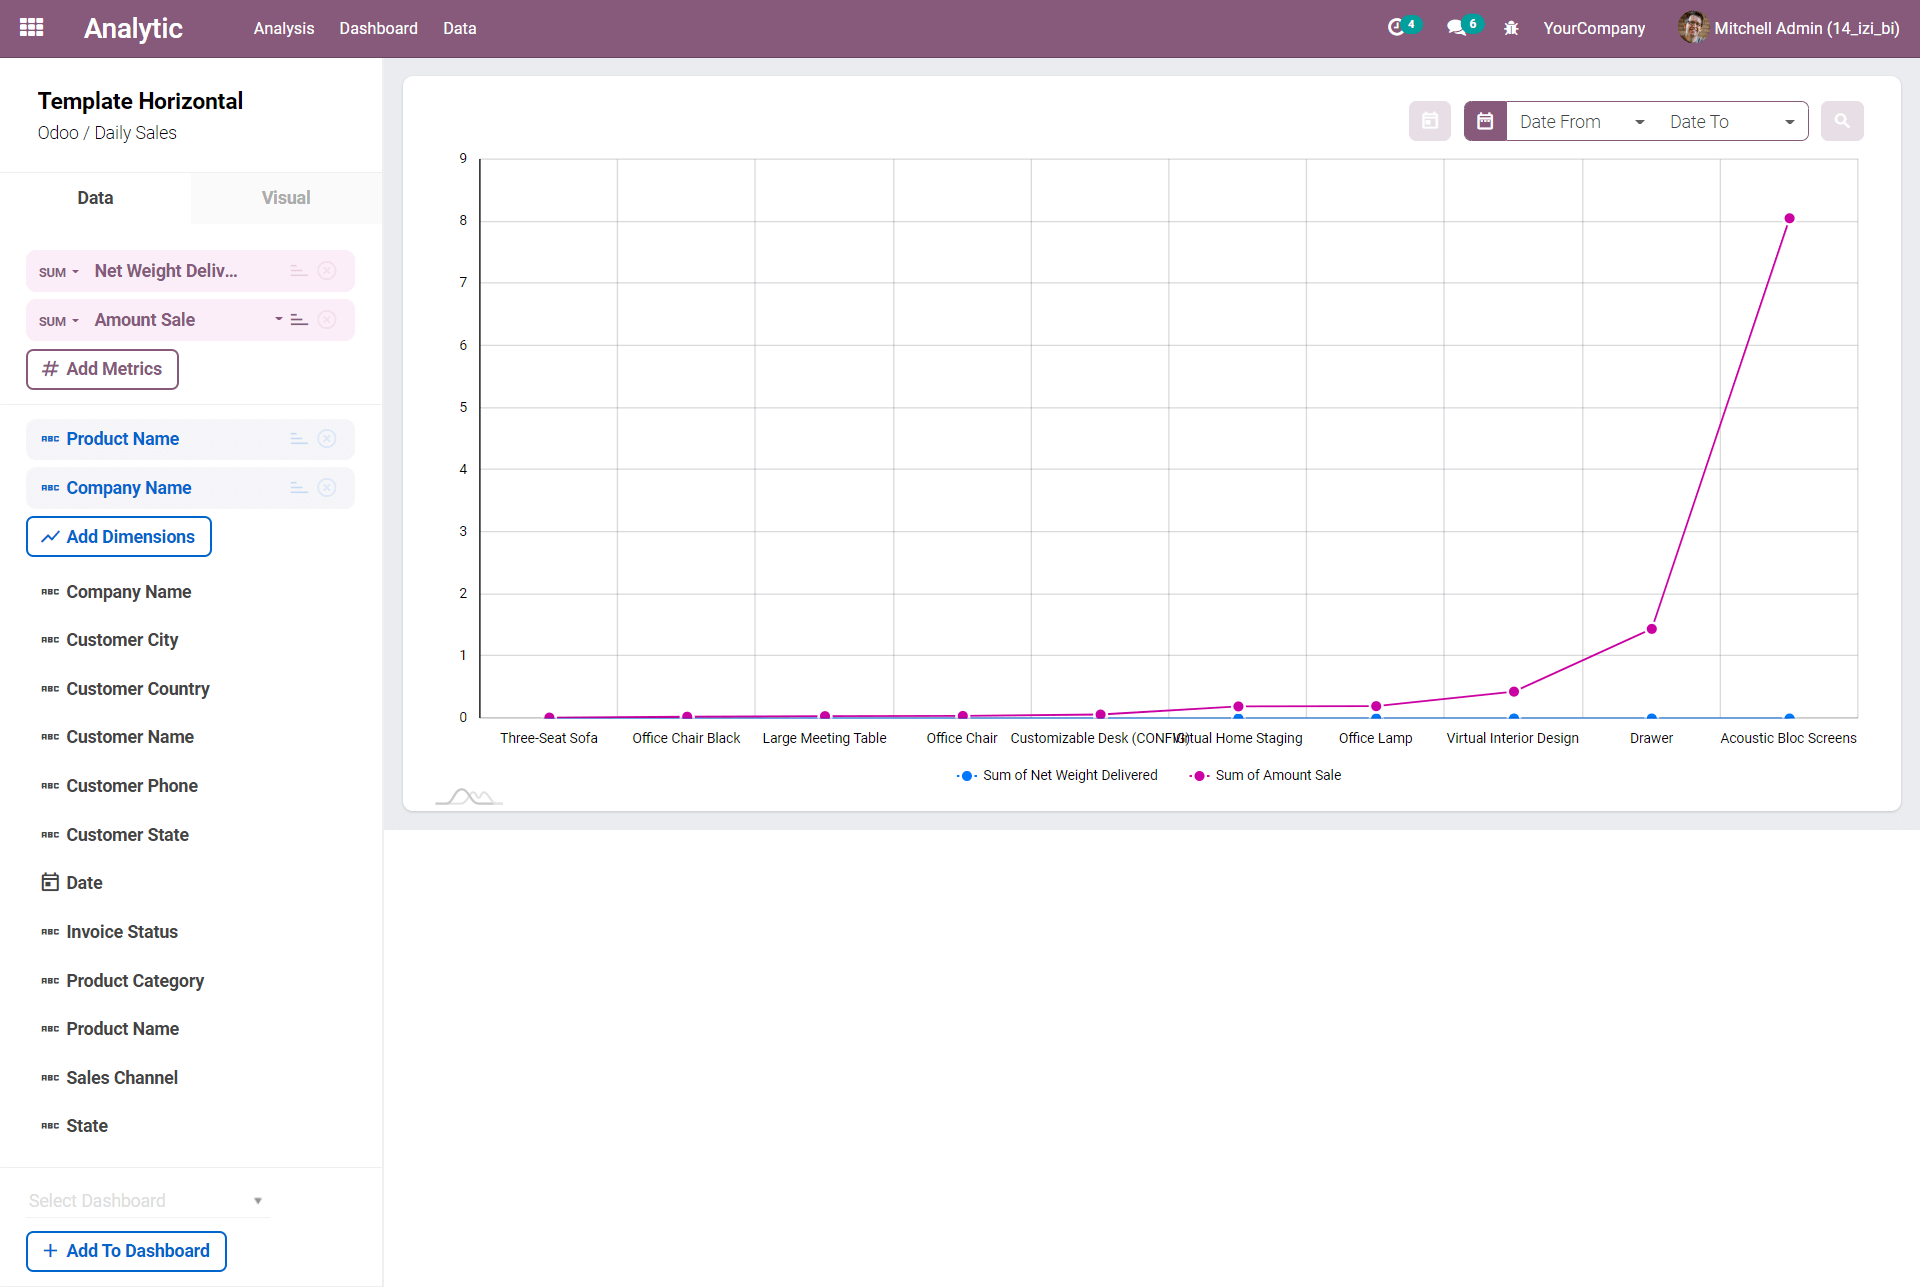 Analytic
Analysis
Dashboard
Data
4
6
YourCompany
Mitchell Admin (14_izi_bi)
Template Horizontal
Odoo / Daily Sales
Data
Visual
SUM
Net Weight Deliv...
SUM
Amount Sale
# Add Metrics
ABC Product Name
ABC Company Name
Add Dimensions
ABC Company Name
ABC Customer City
ABC Customer Country
ABC Customer Name
ABC Customer Phone
ABC Customer State
Date
ABC Invoice Status
ABC Product Category
ABC Product Name
ABC Sales Channel
ABC State
Select Dashboard
+ Add To Dashboard
Date From
Date To
9
8
7
6
5
4
3
2
1
0
Three-Seat Sofa
Office Chair Black
Large Meeting Table
Office Chair
Customizable Desk (CONFIG)
Virtual Home Staging
Office Lamp
Virtual Interior Design
Drawer
Acoustic Bloc Screens
Sum of Net Weight Delivered
Sum of Amount Sale